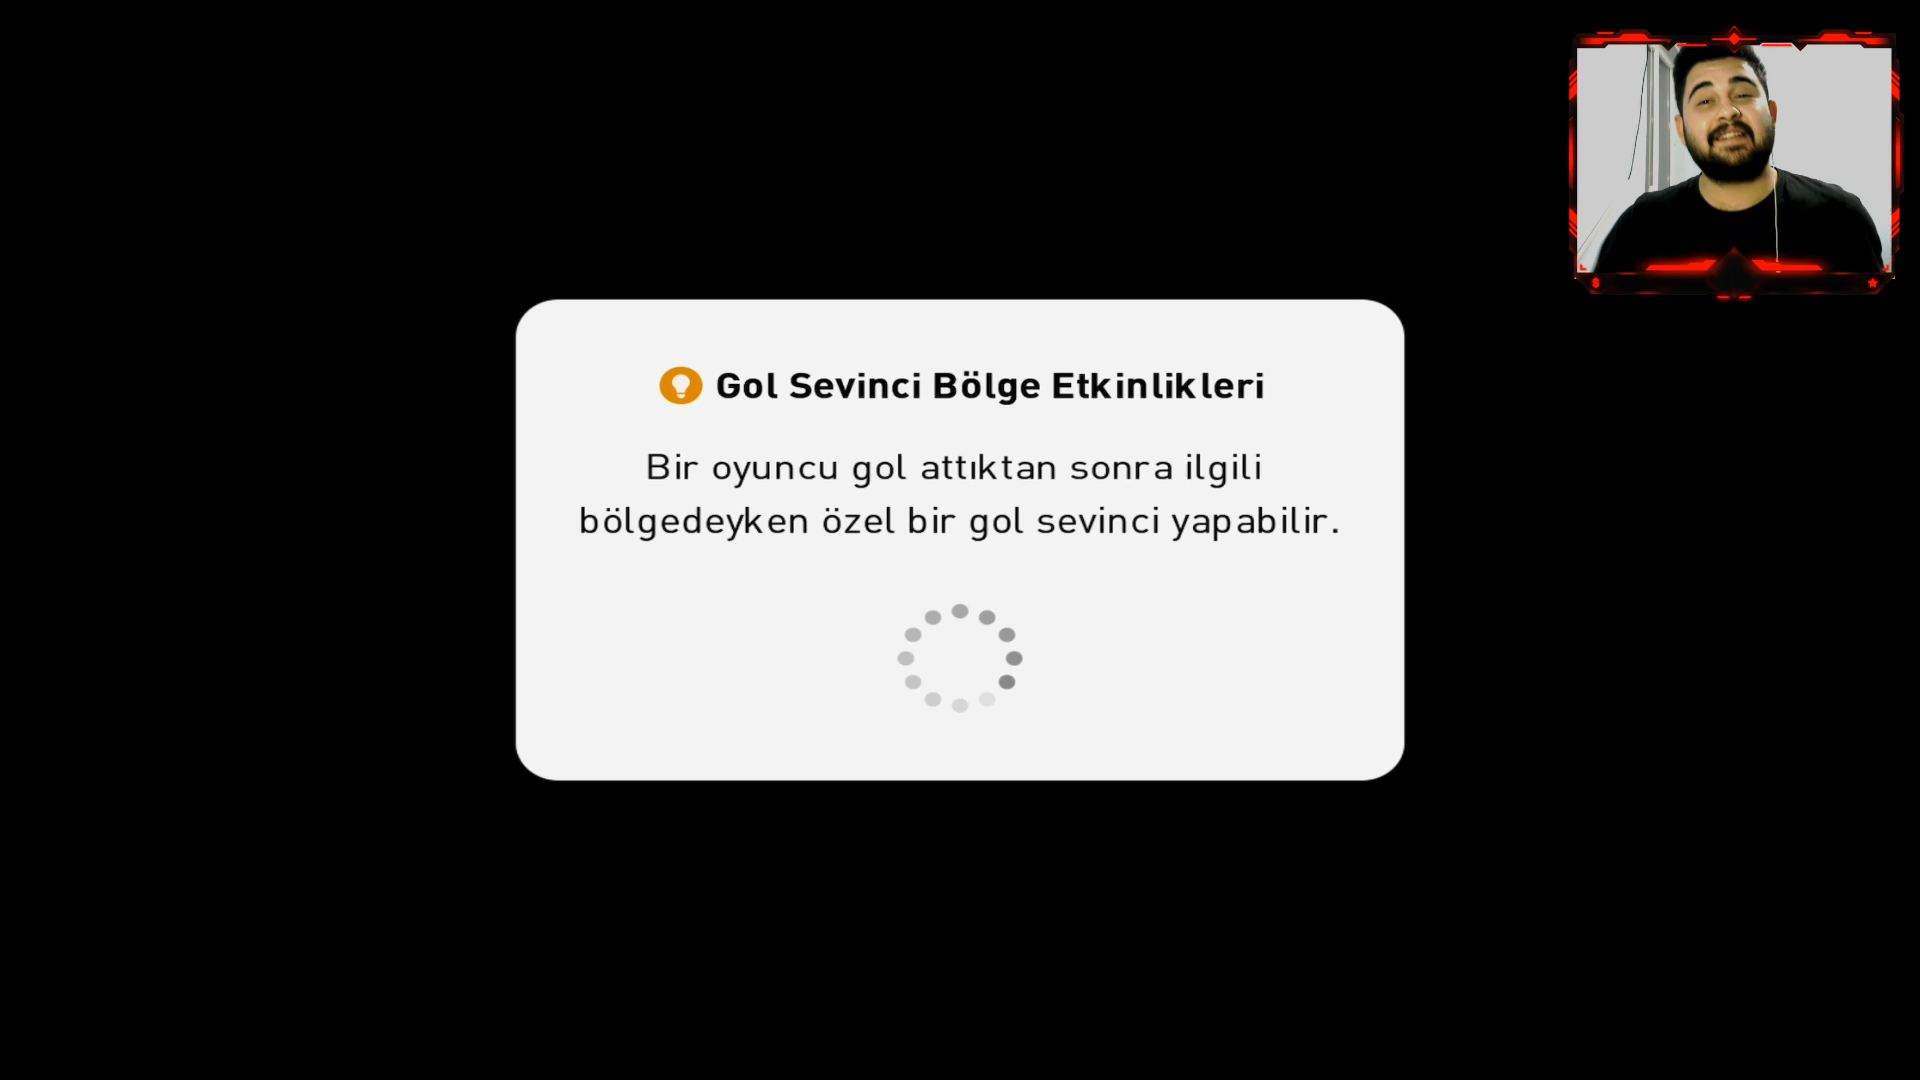 Gol Sevinci Bölge Etkinlikleri
Bir oyuncu gol attıktan sonra ilgili
bölgedeyken özel bir gol sevinci yapabilir.